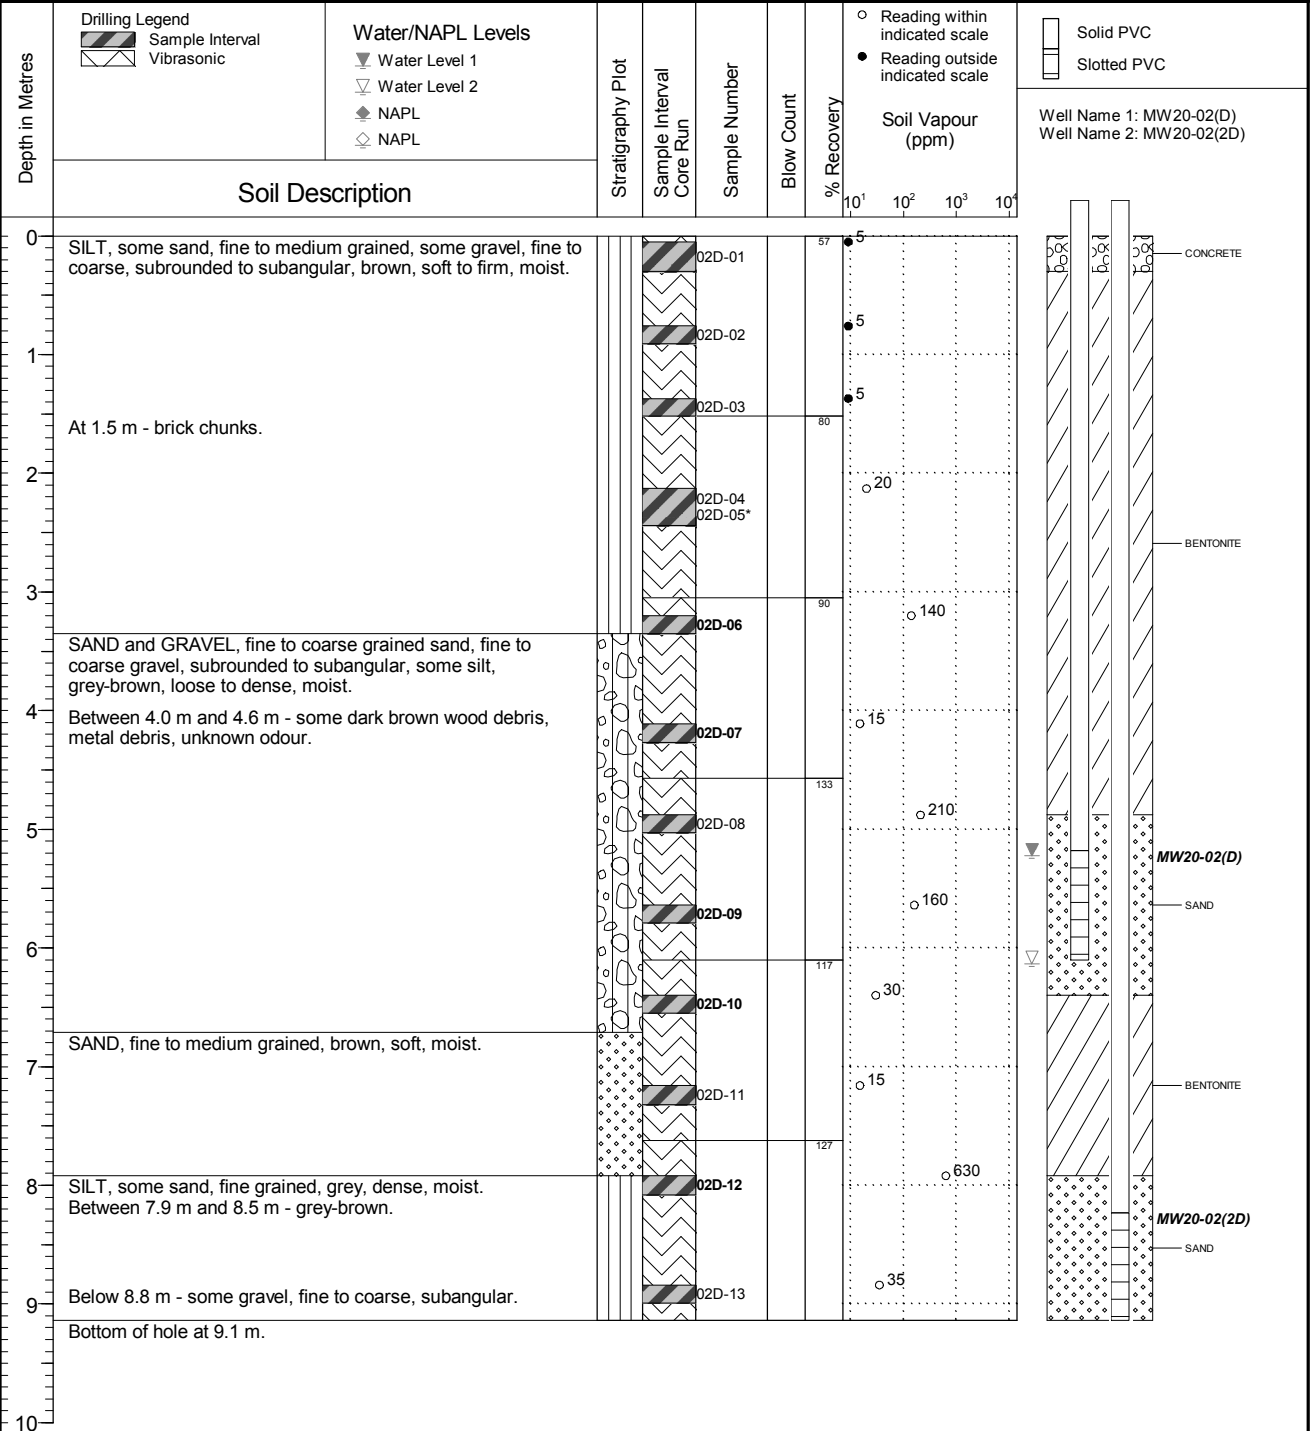 Drilling Legend
Sample Interval
Vibrasonic
Water/NAPL Levels
Water Level 1
Water Level 2
NAPL
NAPL
Reading within
indicated scale
Reading outside
indicated scale
Solid PVC
Slotted PVC
Depth in Metres
Soil Description
Stratigraphy Plot
Sample Interval
Core Run
Sample Number
Blow Count
% Recovery
Soil Vapour
(ppm)
10¹ 10² 10³ 10⁴
Well Name 1: MW20-02(D)
Well Name 2: MW20-02(2D)
0
SILT, some sand, fine to medium grained, some gravel, fine to
coarse, subrounded to subangular, brown, soft to firm, moist.
02D-01
57
5
CONCRETE
02D-02
5
1
02D-03
5
At 1.5 m - brick chunks.
80
2
20
02D-04
02D-05*
BENTONITE
3
90
140
02D-06
SAND and GRAVEL, fine to coarse grained sand, fine to
coarse gravel, subrounded to subangular, some silt,
grey-brown, loose to dense, moist.
4
Between 4.0 m and 4.6 m - some dark brown wood debris,
metal debris, unknown odour.
02D-07
15
133
02D-08
210
5
MW20-02(D)
02D-09
160
SAND
6
117
02D-10
30
SAND, fine to medium grained, brown, soft, moist.
7
02D-11
15
BENTONITE
127
630
8
SILT, some sand, fine grained, grey, dense, moist.
Between 7.9 m and 8.5 m - grey-brown.
02D-12
MW20-02(2D)
SAND
35
Below 8.8 m - some gravel, fine to coarse, subangular.
02D-13
9
Bottom of hole at 9.1 m.
10